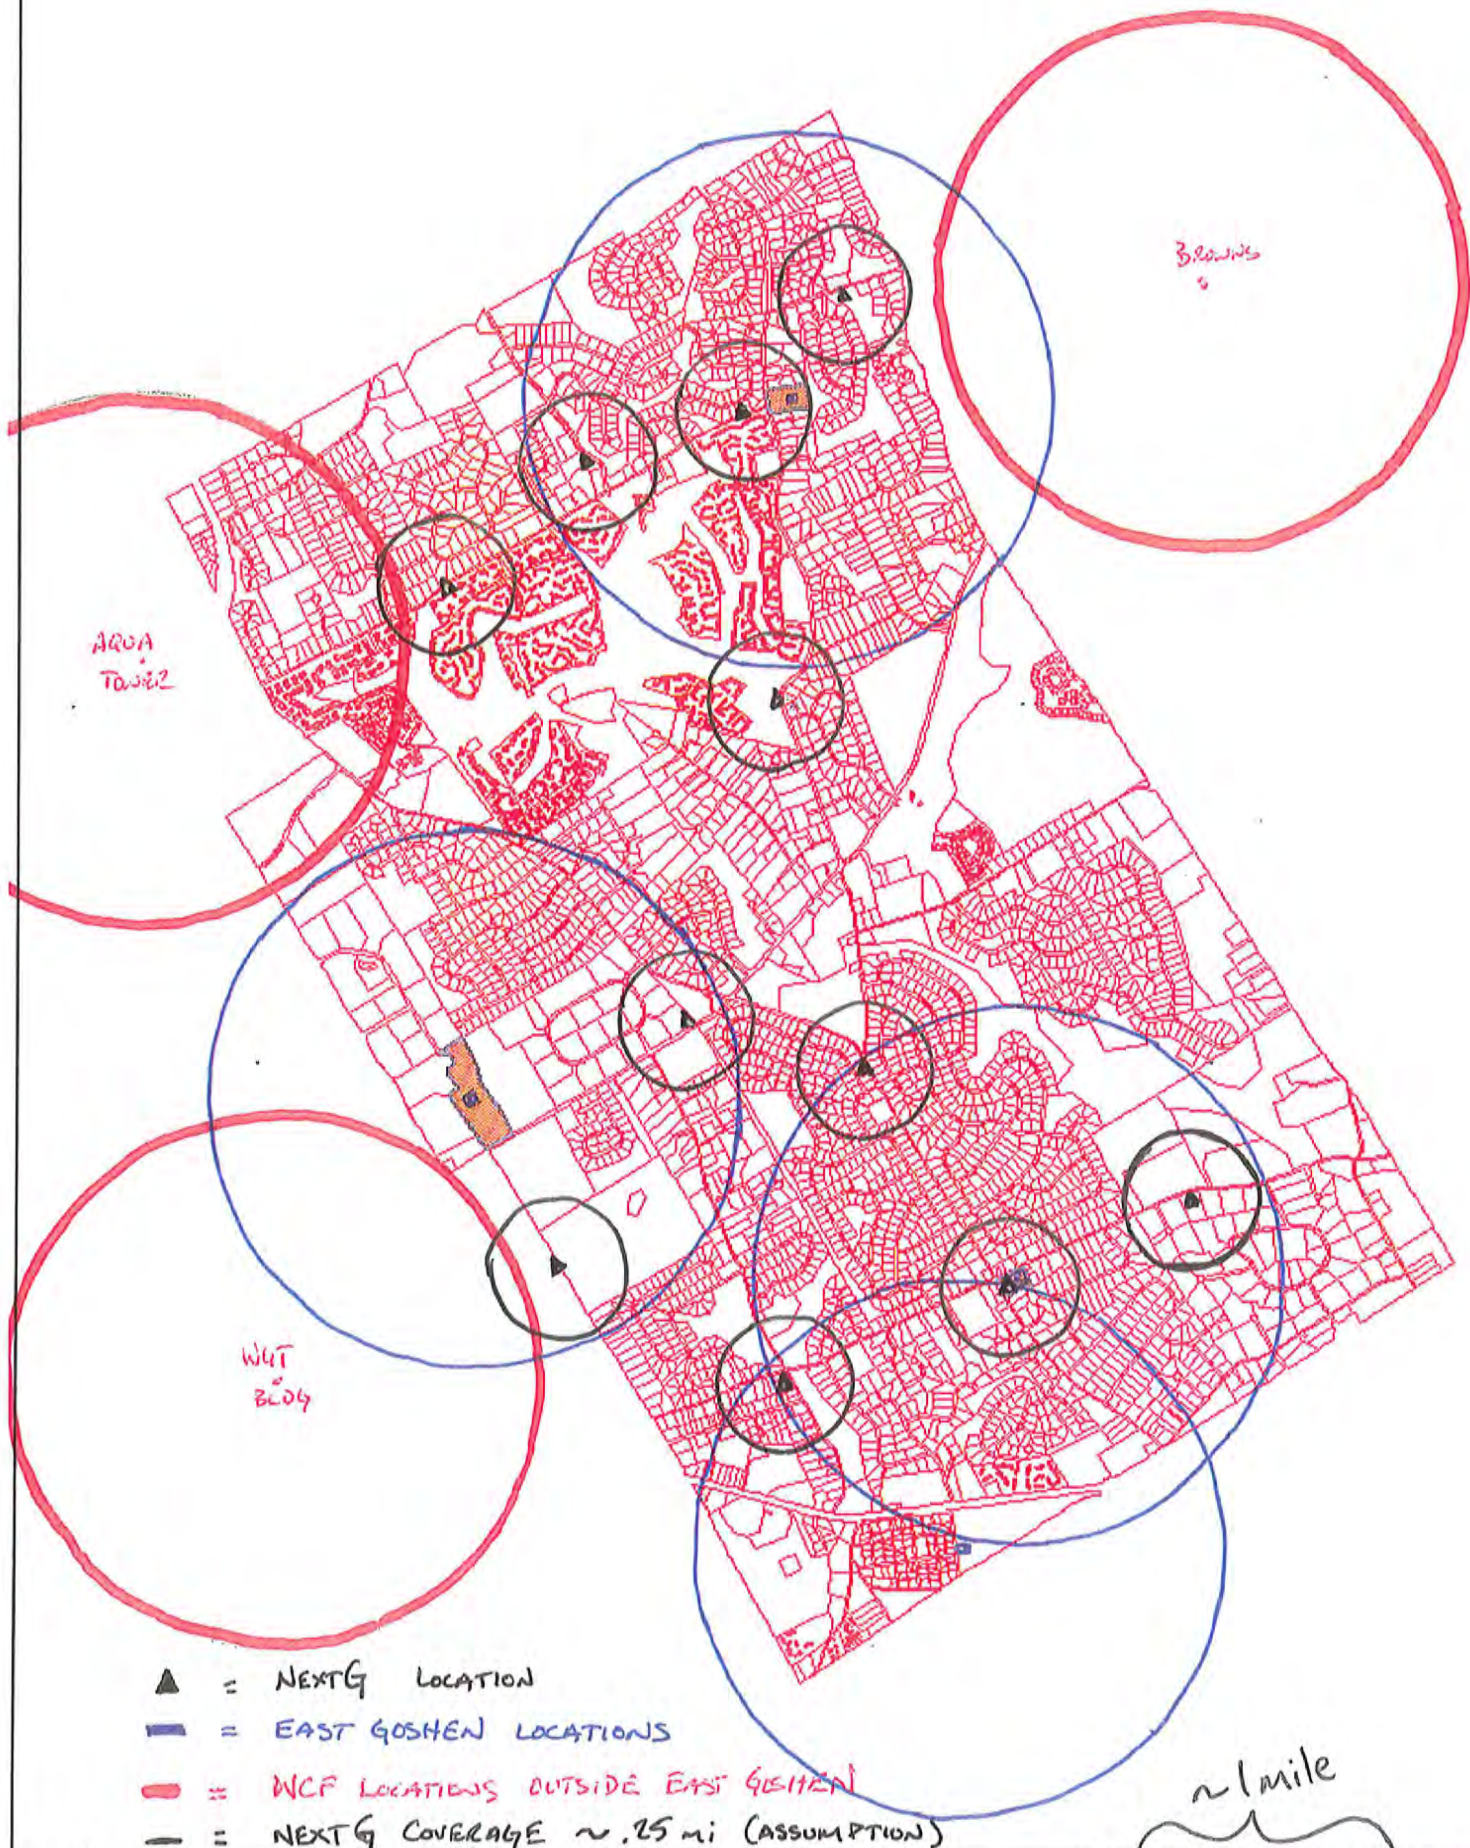 BROWNS
AQUA
TOWER
WGT
BLDG
▲ = NEXTG LOCATION
= EAST GOSHEN LOCATIONS
= WCF LOCATIONS OUTSIDE EAST GOSHEN
— = NEXTG COVERAGE ~ .25 mi (ASSUMPTION)
~1 mile